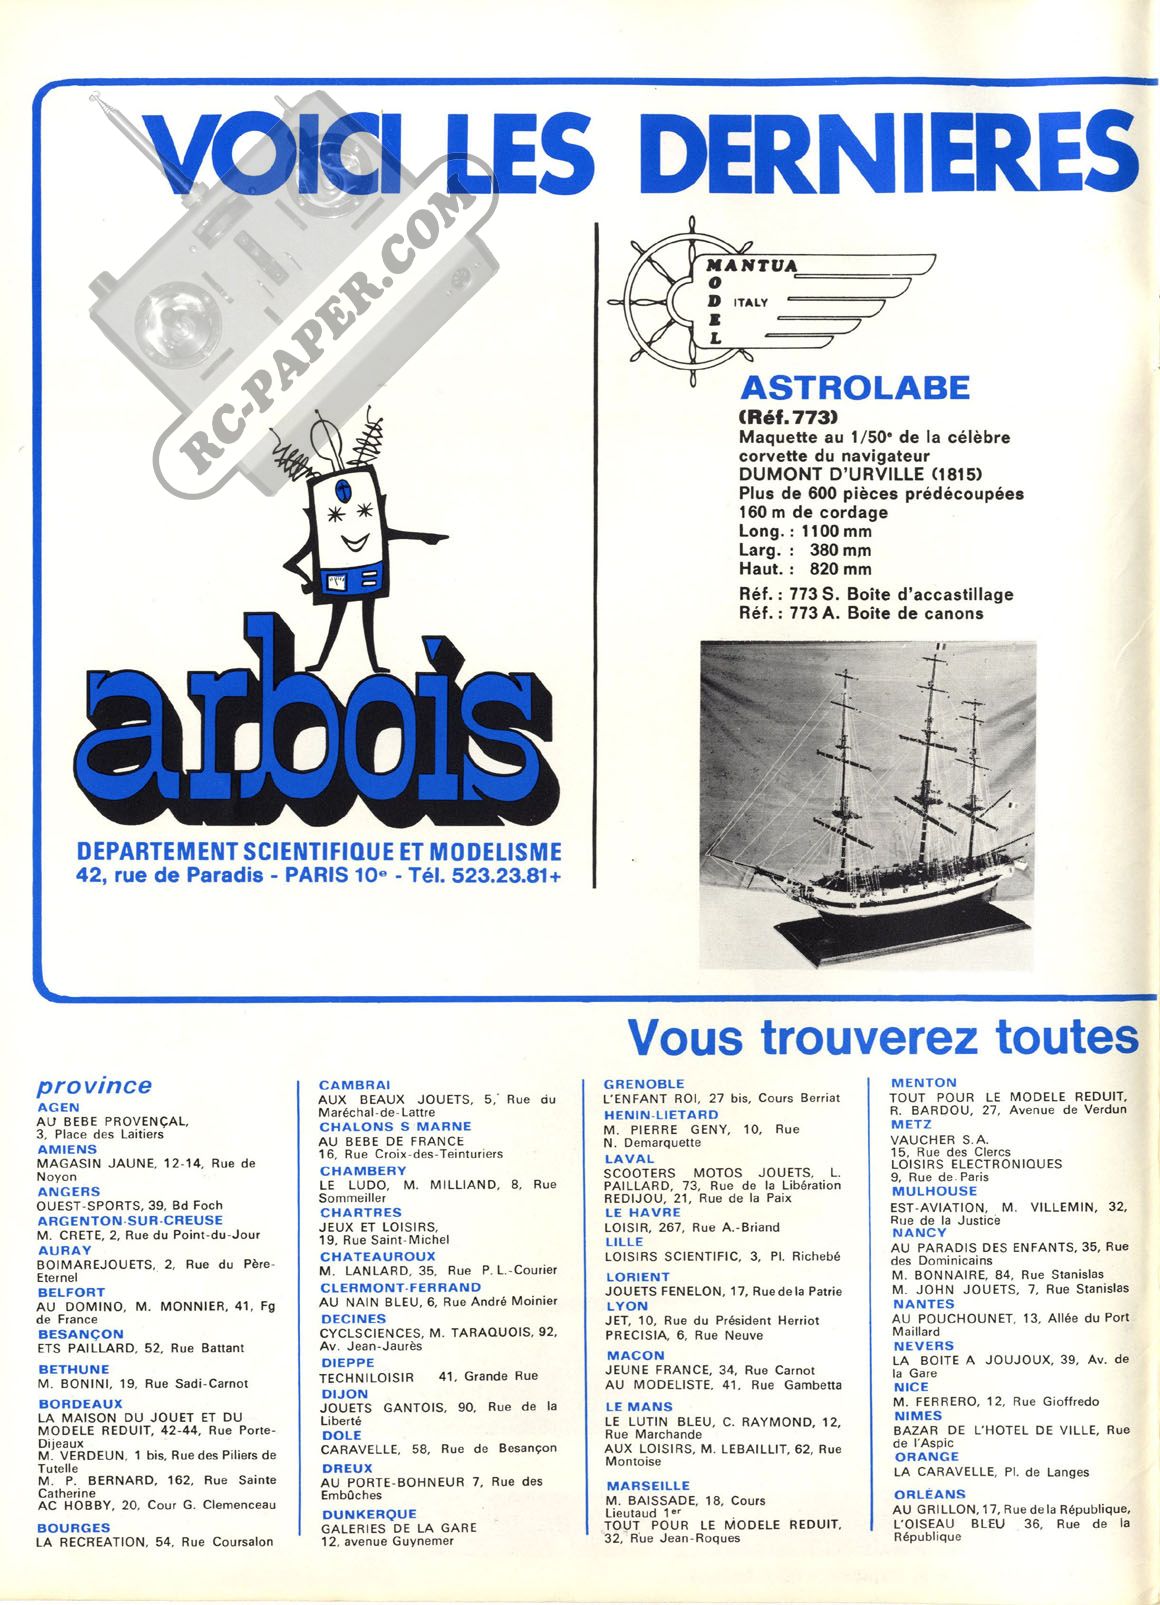 VOICI LES DERNIERES
RC-PAPER.COM
MANTUA
MODEL
ITALY
ASTROLABE
(Réf. 773)
Maquette au 1/50e de la célèbre
corvette du navigateur
DUMONT D'URVILLE (1815)
Plus de 600 pièces prédécoupées
160 m de cordage
Long. : 1100 mm
Larg. : 380 mm
Haut. : 820 mm
Réf. : 773 S. Boîte d'accastillage
Réf. : 773 A. Boîte de canons
arbois
DEPARTEMENT SCIENTIFIQUE ET MODELISME
42, rue de Paradis - PARIS 10e - Tél. 523.23.81+
Vous trouverez toutes
province
AGEN
AU BEBE PROVENÇAL,
3, Place des Laitiers
AMIENS
MAGASIN JAUNE, 12-14, Rue de
Noyon
ANGERS
OUEST-SPORTS, 39, Bd Foch
ARGENTON-SUR-CREUSE
M. CRETE, 2, Rue du Point-du-Jour
AURAY
BOIMAREJOUETS, 2, Rue du Père-
Eternel
BELFORT
AU DOMINO, M. MONNIER, 41, Fg
de France
BESANÇON
ETS PAILLARD, 52, Rue Battant
BETHUNE
M. BONINI, 19, Rue Sadi-Carnot
BORDEAUX
LA MAISON DU JOUET ET DU
MODELE REDUIT, 42-44, Rue Porte-
Dijeaux
M. VERDEUN, 1 bis, Rue des Piliers de
Tutelle
M. P. BERNARD, 162, Rue Sainte
Catherine
AC HOBBY, 20, Cour G. Clemenceau
BOURGES
LA RECREATION, 54, Rue Coursalon
CAMBRAI
AUX BEAUX JOUETS, 5, Rue du
Maréchal-de-Lattre
CHALONS S MARNE
AU BEBE DE FRANCE
16, Rue Croix-des-Teinturiers
CHAMBERY
LE LUDO, M. MILLIAND, 8, Rue
Sommeiller
CHARTRES
JEUX ET LOISIRS,
19, Rue Saint-Michel
CHATEAUROUX
M. LANLARD, 35, Rue P.L.-Courier
CLERMONT-FERRAND
AU NAIN BLEU, 6, Rue André Moinier
DECINES
CYCLSCIENCES, M. TARAQUOIS, 92,
Av. Jean-Jaurès
DIEPPE
TECHNILOISIR 41, Grande Rue
DIJON
JOUETS GANTOIS, 90, Rue de la
Liberté
DOLE
CARAVELLE, 58, Rue de Besançon
DREUX
AU PORTE-BOHNEUR 7, Rue des
Embûches
DUNKERQUE
GALERIES DE LA GARE
12, avenue Guynemer
GRENOBLE
L'ENFANT ROI, 27 bis, Cours Berriat
HENIN-LIETARD
M. PIERRE GENY, 10, Rue
N. Demarquette
LAVAL
SCOOTERS MOTOS JOUETS, L.
PAILLARD, 73, Rue de la Libération
REDIJOU, 21, Rue de la Paix
LE HAVRE
LOISIR, 267, Rue A.-Briand
LILLE
LOISIRS SCIENTIFIC, 3, Pl. Richebé
LORIENT
JOUETS FENELON, 17, Rue de la Patrie
LYON
JET, 10, Rue du Président Herriot
PRECISIA, 6, Rue Neuve
MACON
JEUNE FRANCE, 34, Rue Carnot
AU MODELISTE, 41, Rue Gambetta
LE MANS
LE LUTIN BLEU, C. RAYMOND, 12,
Rue Marchande
AUX LOISIRS, M. LEBAILLIT, 62, Rue
Montoise
MARSEILLE
M. BAISSADE, 18, Cours
Lieutaud 1er
TOUT POUR LE MODELE REDUIT,
32, Rue Jean-Roques
MENTON
TOUT POUR LE MODELE REDUIT,
R. BARDOU, 27, Avenue de Verdun
METZ
VAUCHER S.A.
15, Rue des Clercs
LOISIRS ELECTRONIQUES
9, Rue de Paris
MULHOUSE
EST-AVIATION, M. VILLEMIN, 32,
Rue de la Justice
NANCY
AU PARADIS DES ENFANTS, 35, Rue
des Dominicains
M. BONNAIRE, 84, Rue Stanislas
M. JOHN JOUETS, 7, Rue Stanislas
NANTES
AU POUCHOUNET, 13, Allée du Port
Maillard
NEVERS
LA BOITE A JOUJOUX, 39, Av. de
la Gare
NICE
M. FERRERO, 12, Rue Gioffredo
NIMES
BAZAR DE L'HOTEL DE VILLE, Rue
de l'Aspic
ORANGE
LA CARAVELLE, Pl. de Langes
ORLÉANS
AU GRILLON, 17, Rue de la République,
L'OISEAU BLEU 36, Rue de la
République